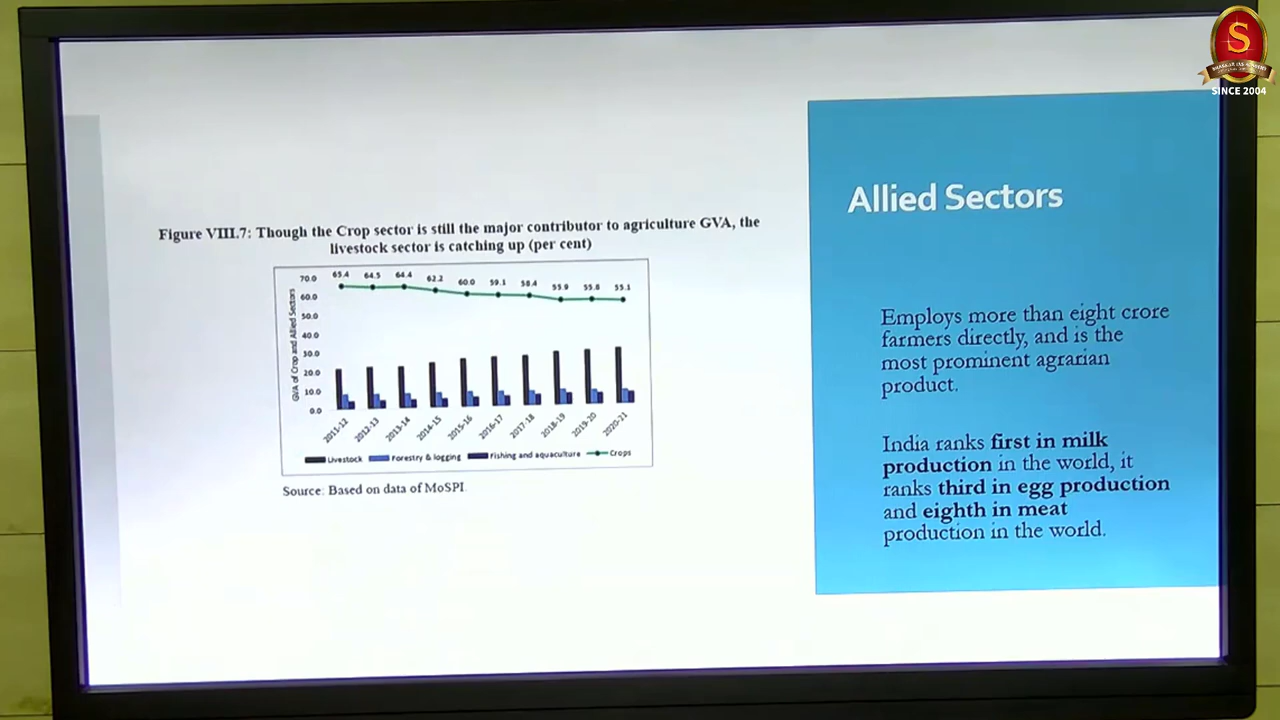 S
SINCE 2004
Allied Sectors
Figure VIII.7: Though the Crop sector is still the major contributor to agriculture GVA, the
livestock sector is catching up (per cent)
GVA of Crop and Allied Sectors
70.0
60.0
50.0
40.0
30.0
20.0
10.0
0.0
65.4 64.5 64.4 62.2 60.0 59.1 58.4 55.9 55.6 55.1
2011-12 2012-13 2013-14 2014-15 2015-16 2016-17 2017-18 2018-19 2019-20 2020-21
Livestock Forestry & logging Fishing and aquaculture Crops
Source: Based on data of MoSPI
Employs more than eight crore
farmers directly, and is the
most prominent agrarian
product.
India ranks first in milk
production in the world, it
ranks third in egg production
and eighth in meat
production in the world.